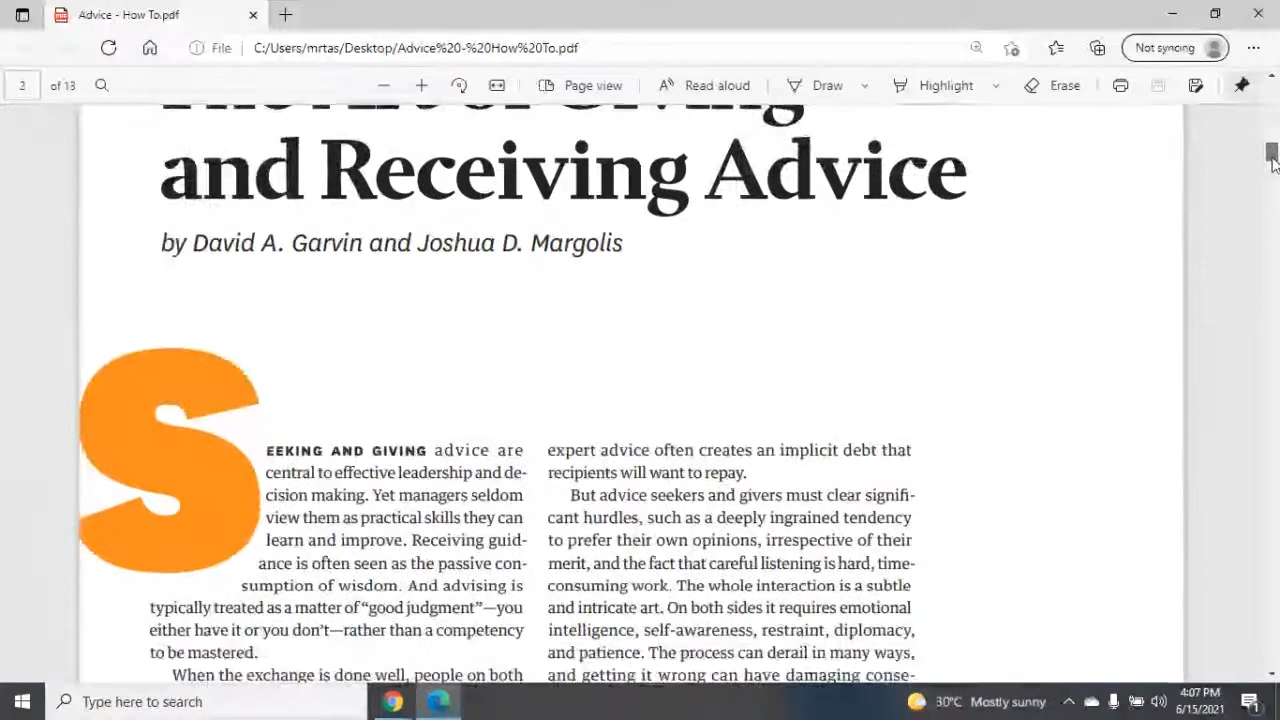 Advice - How To.pdf
File C:/Users/mrtas/Desktop/Advice%20-%20How%20To.pdf Not syncing
2 of 13 Page view Read aloud Draw Highlight Erase
and Receiving Advice
by David A. Garvin and Joshua D. Margolis
SEEKING AND GIVING advice are
central to effective leadership and de-
cision making. Yet managers seldom
view them as practical skills they can
learn and improve. Receiving guid-
ance is often seen as the passive con-
sumption of wisdom. And advising is
typically treated as a matter of “good judgment”—you
either have it or you don’t—rather than a competency
to be mastered.
When the exchange is done well, people on both
expert advice often creates an implicit debt that
recipients will want to repay.
But advice seekers and givers must clear signifi-
cant hurdles, such as a deeply ingrained tendency
to prefer their own opinions, irrespective of their
merit, and the fact that careful listening is hard, time-
consuming work. The whole interaction is a subtle
and intricate art. On both sides it requires emotional
intelligence, self-awareness, restraint, diplomacy,
and patience. The process can derail in many ways,
and getting it wrong can have damaging conse-
Type here to search
30°C Mostly sunny
4:07 PM
6/15/2021
1